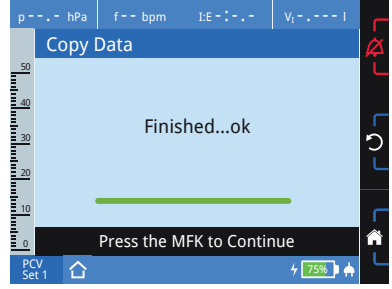 p--.- hPa f-- bpm I:E -:-.- VI -.--- l
Copy Data
50
40
Finished...ok
30
20
10
0
Press the MFK to Continue
PCV
Set 1
75%